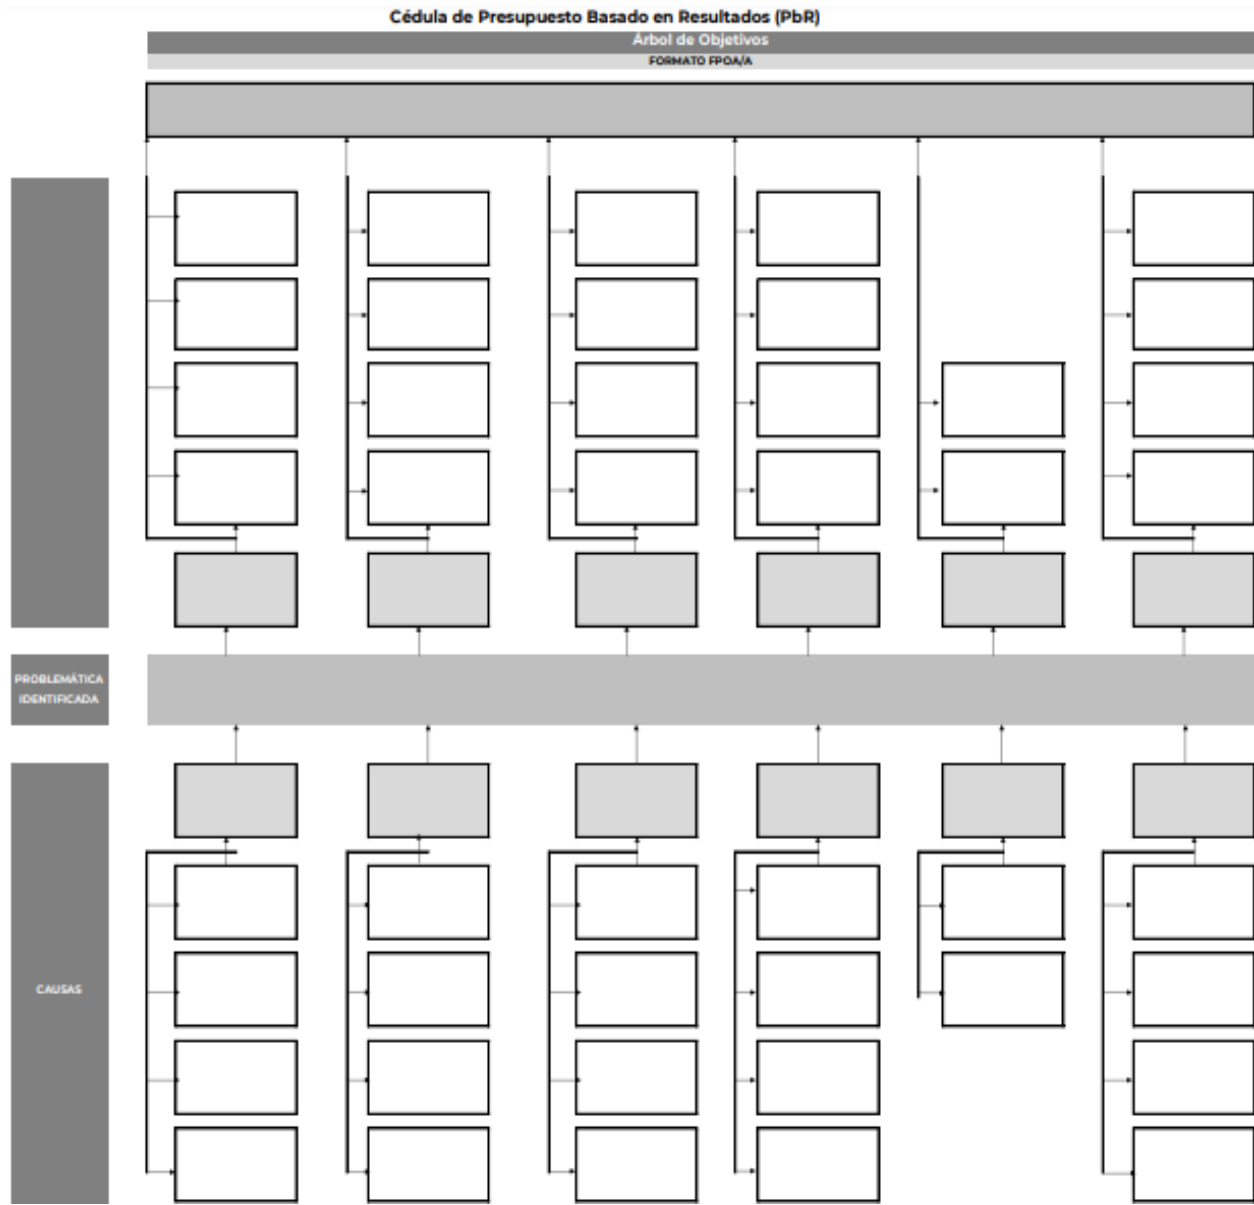 Cédula de Presupuesto Basado en Resultados (PbR)
Árbol de Objetivos
FORMATO FPOA/A
PROBLEMÁTICA
IDENTIFICADA
CAUSAS